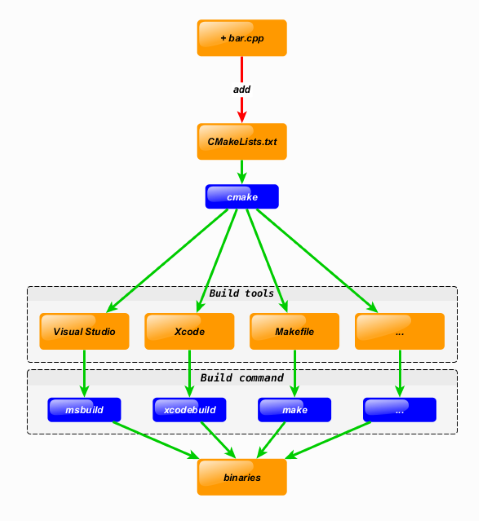 + bar.cpp
add
CMakeLists.txt
cmake
Build tools
Visual Studio
Xcode
Makefile
...
Build command
msbuild
xcodebuild
make
...
binaries